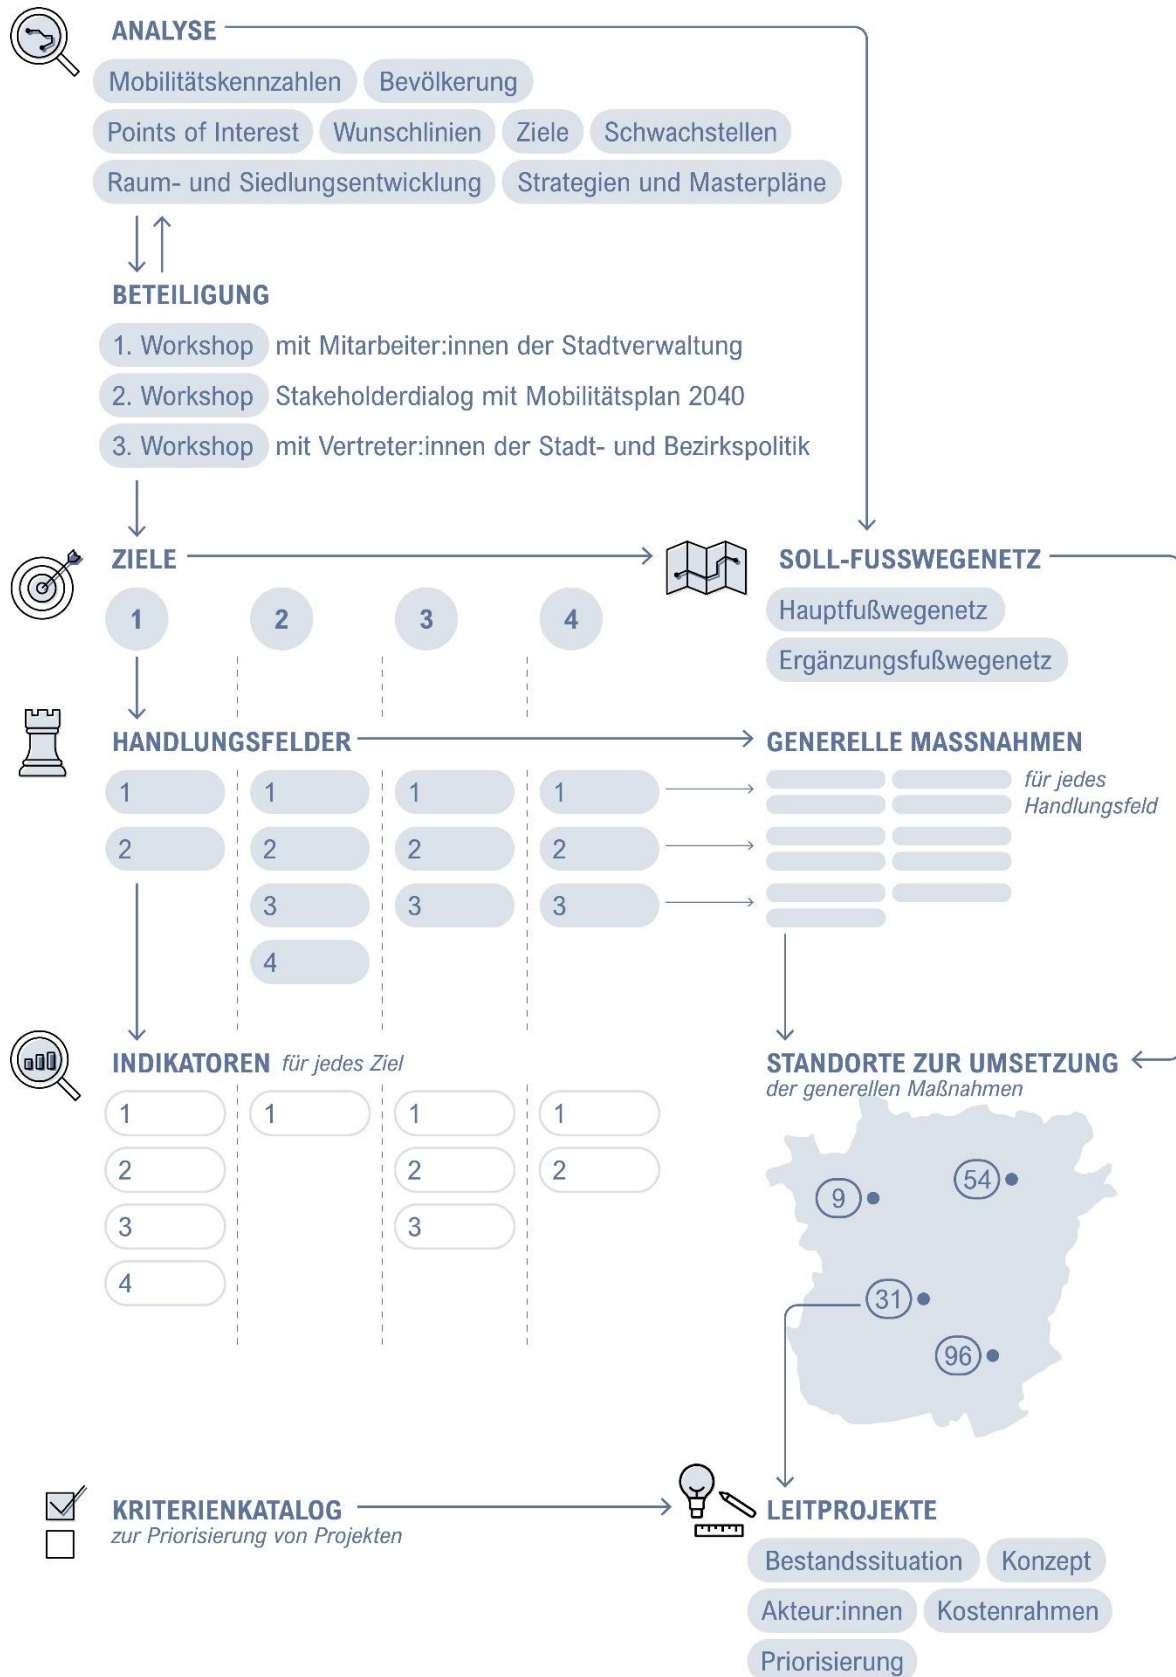 ANALYSE
Mobilitätskennzahlen Bevölkerung
Points of Interest Wunschlinien Ziele Schwachstellen
Raum- und Siedlungsentwicklung Strategien und Masterpläne
BETEILIGUNG
1. Workshop mit Mitarbeiter:innen der Stadtverwaltung
2. Workshop Stakeholderdialog mit Mobilitätsplan 2040
3. Workshop mit Vertreter:innen der Stadt- und Bezirkspolitik
ZIELE
1 2 3 4
SOLL-FUSSWEGENETZ
Hauptfußwegenetz
Ergänzungsfußwegenetz
HANDLUNGSFELDER
1 1 1 1
2 2 2 2
3 3 3
4
GENERELLE MASSNAHMEN
für jedes
Handlungsfeld
INDIKATOREN für jedes Ziel
1 1 1 1
2 2 2
3 3
4
STANDORTE ZUR UMSETZUNG
der generellen Maßnahmen
9 54
31
96
KRITERIENKATALOG
zur Priorisierung von Projekten
LEITPROJEKTE
Bestandssituation Konzept
Akteur:innen Kostenrahmen
Priorisierung